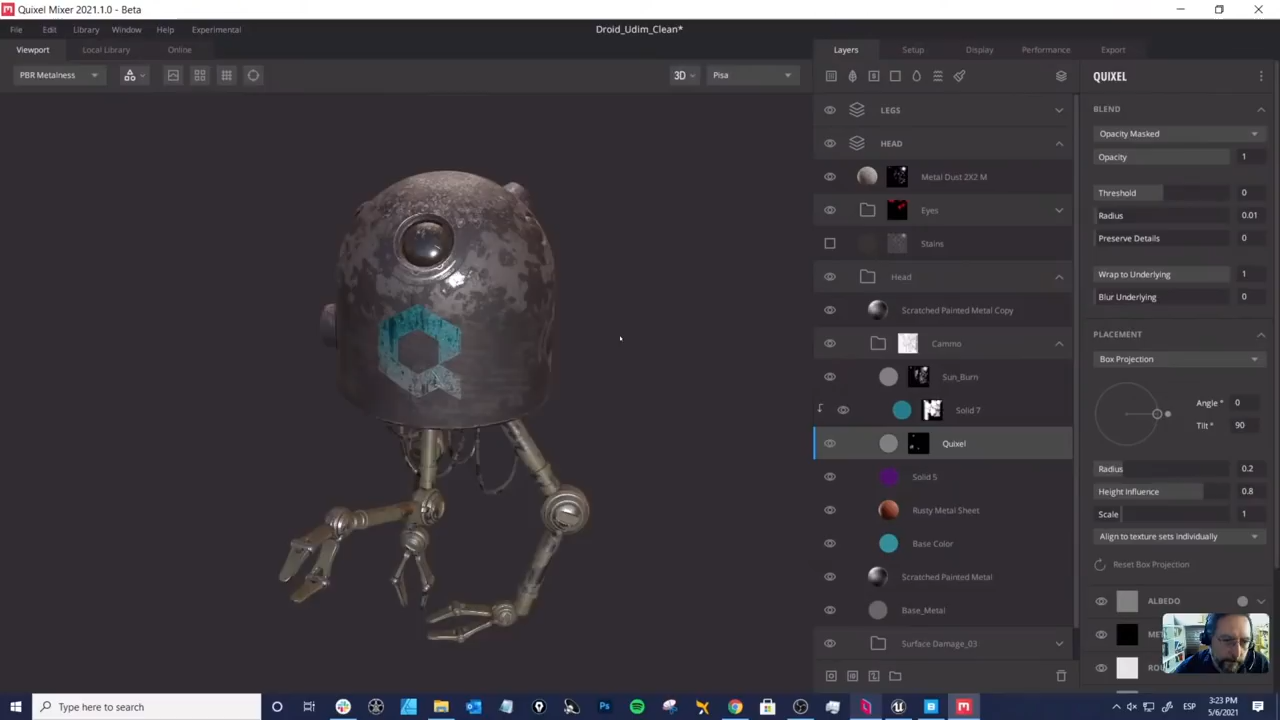 Quixel Mixer 2021.1.0 - Beta
File Edit Library Window Help Experimental
Droid_Udim_Clean*
Viewport Local Library Online
PBR Metalness
3D
Pisa
Layers Setup Display Performance Export
LEGS
HEAD
Metal Dust 2X2 M
Eyes
Stains
Head
Scratched Painted Metal Copy
Cammo
Sun_Burn
Solid 7
Quixel
Solid 5
Rusty Metal Sheet
Base Color
Scratched Painted Metal
Base_Metal
Surface Damage_03
QUIXEL
BLEND
Opacity Masked
Opacity 1
Threshold 0
Radius 0.01
Preserve Details 0
Wrap to Underlying 1
Blur Underlying 0
PLACEMENT
Box Projection
Angle ° 0
Tilt ° 90
Radius 0.2
Height Influence 0.8
Scale 1
Align to texture sets individually
Reset Box Projection
ALBEDO
Type here to search
ESP
3:23 PM
5/6/2021